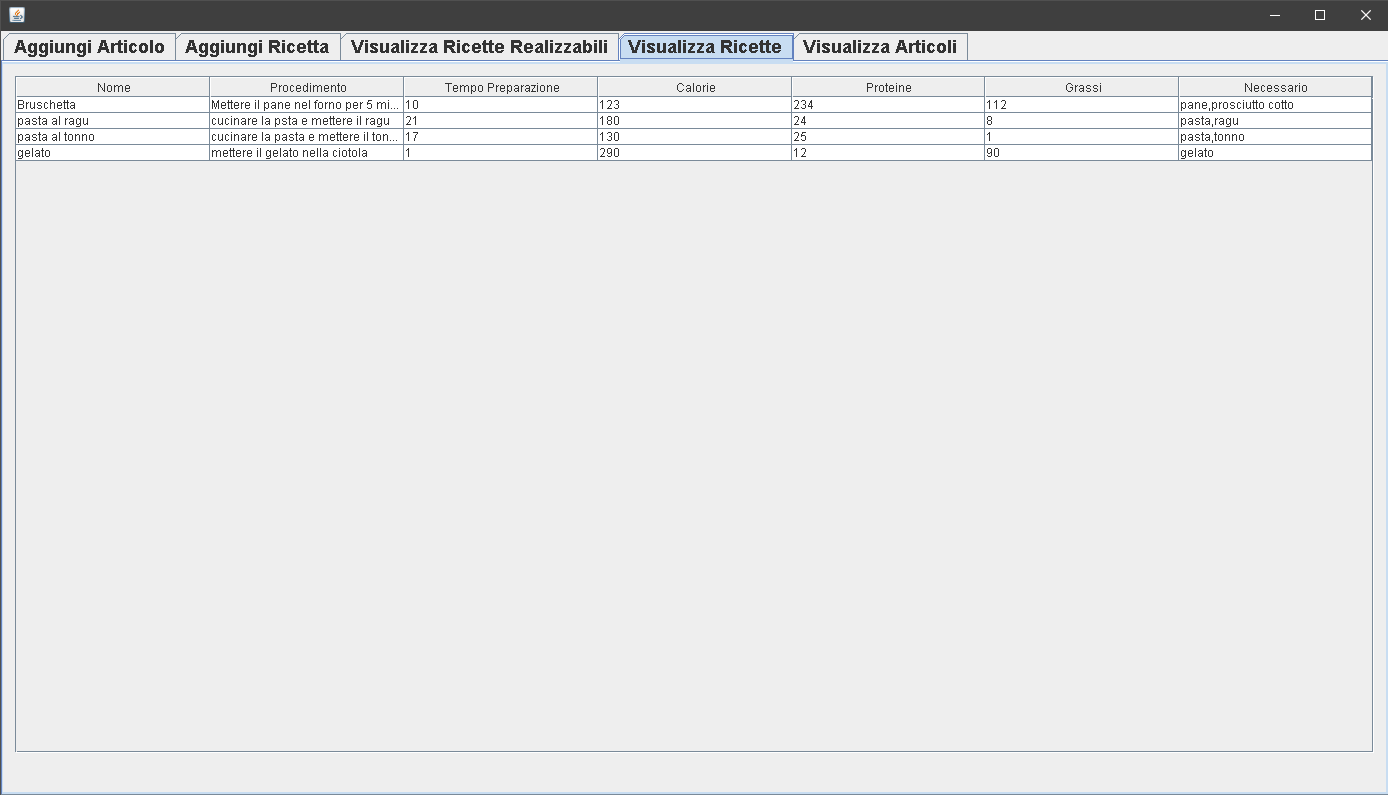 Aggiungi Articolo Aggiungi Ricetta Visualizza Ricette Realizzabili Visualizza Ricette Visualizza Articoli
Nome Procedimento Tempo Preparazione Calorie Proteine Grassi Necessario
Bruschetta Mettere il pane nel forno per 5 mi... 10 123 234 112 pane,prosciutto cotto
pasta al ragu cucinare la psta e mettere il ragu 21 180 24 8 pasta,ragu
pasta al tonno cucinare la pasta e mettere il ton... 17 130 25 1 pasta,tonno
gelato mettere il gelato nella ciotola 1 290 12 90 gelato